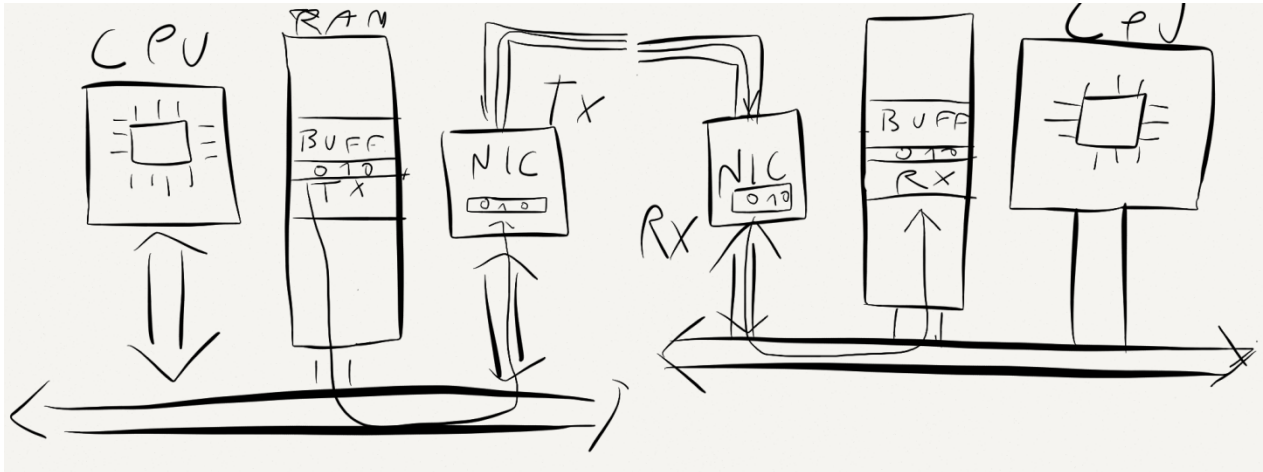 CPU
RAM
BUFF
010
TX
TX
NIC
010
RX
NIC
010
BUFF
010
RX
CPU